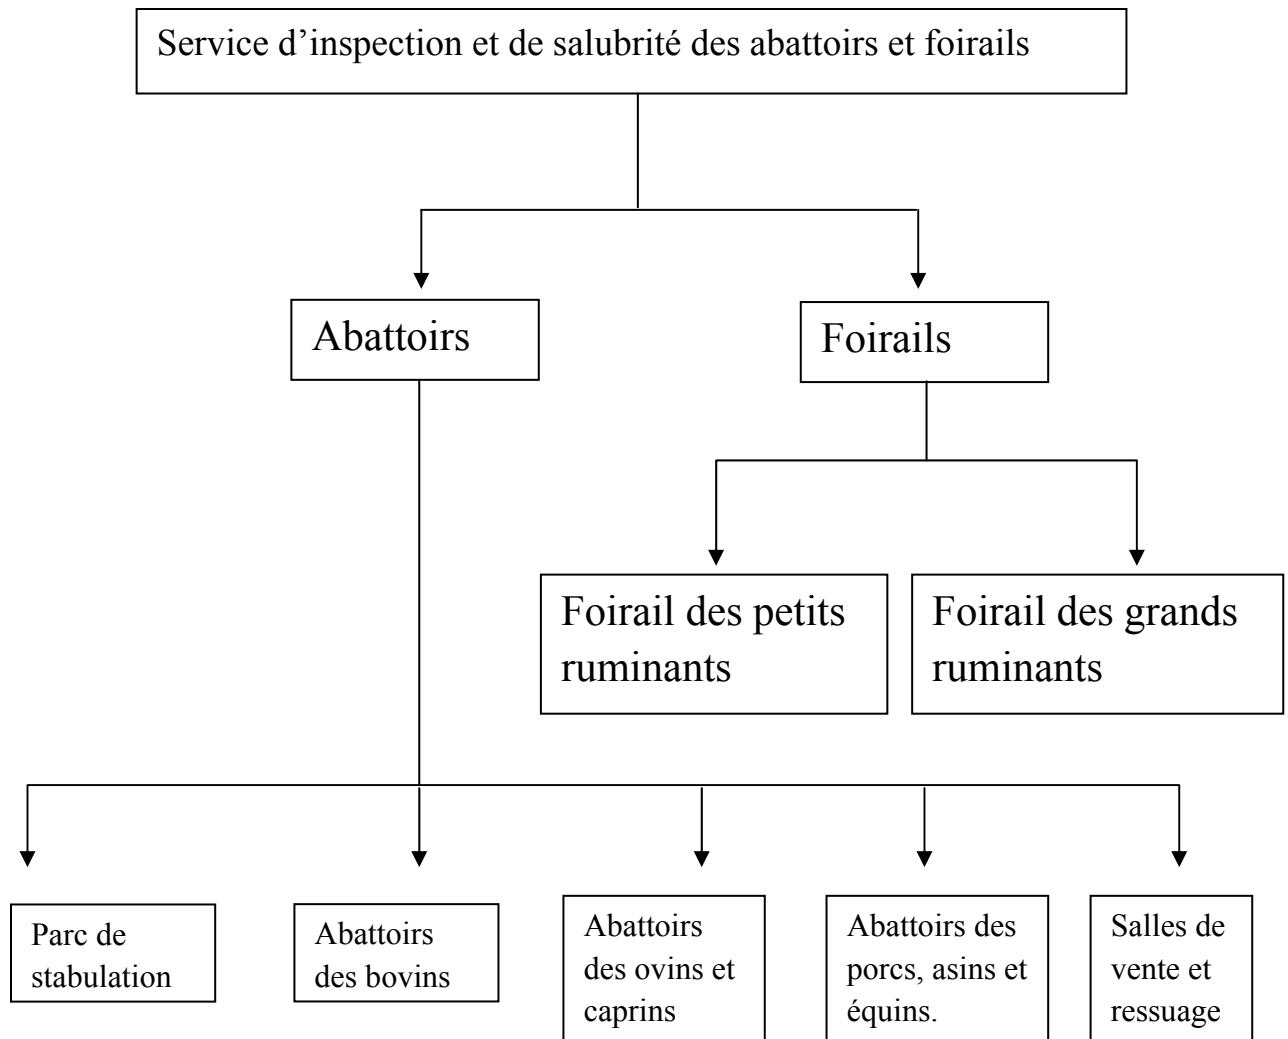 Service d’inspection et de salubrité des abattoirs et foirails
Abattoirs
Foirails
Foirail des petits
ruminants
Foirail des grands
ruminants
Parc de
stabulation
Abattoirs
des bovins
Abattoirs
des ovins et
caprins
Abattoirs des
porcs, asins et
équins.
Salles de
vente et
ressuage